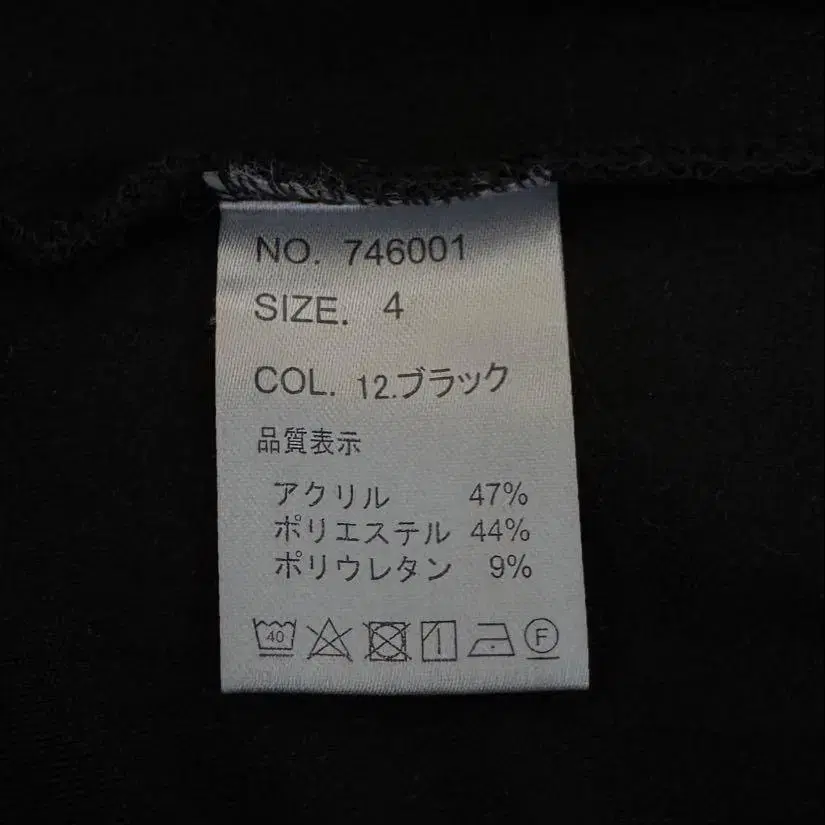 NO. 746001
SIZE. 4
COL. 12.ブラック
品質表示
アクリル 47%
ポリエステル 44%
ポリウレタン 9%
40 F